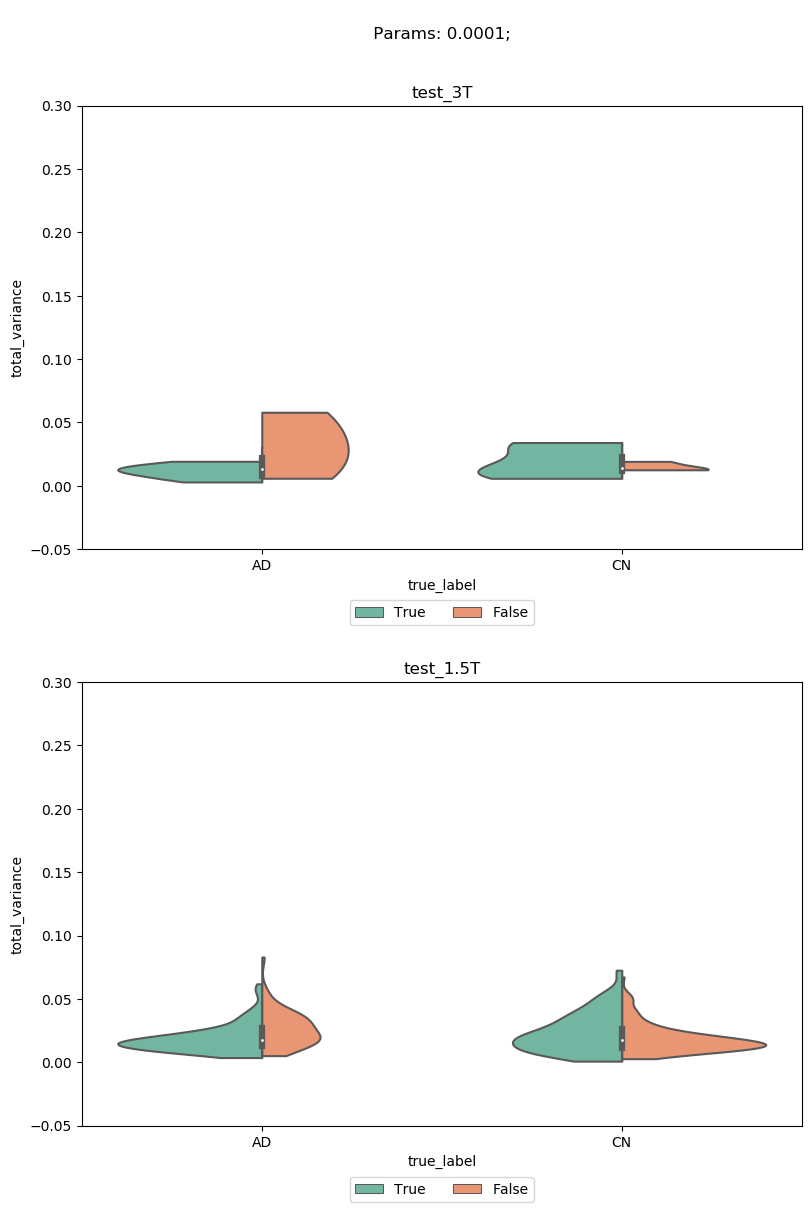 Params: 0.0001;
test_3T
0.30
0.25
0.20
0.15
0.10
0.05
0.00
−0.05
total_variance
AD CN
true_label
True False
test_1.5T
0.30
0.25
0.20
0.15
0.10
0.05
0.00
−0.05
total_variance
AD CN
true_label
True False